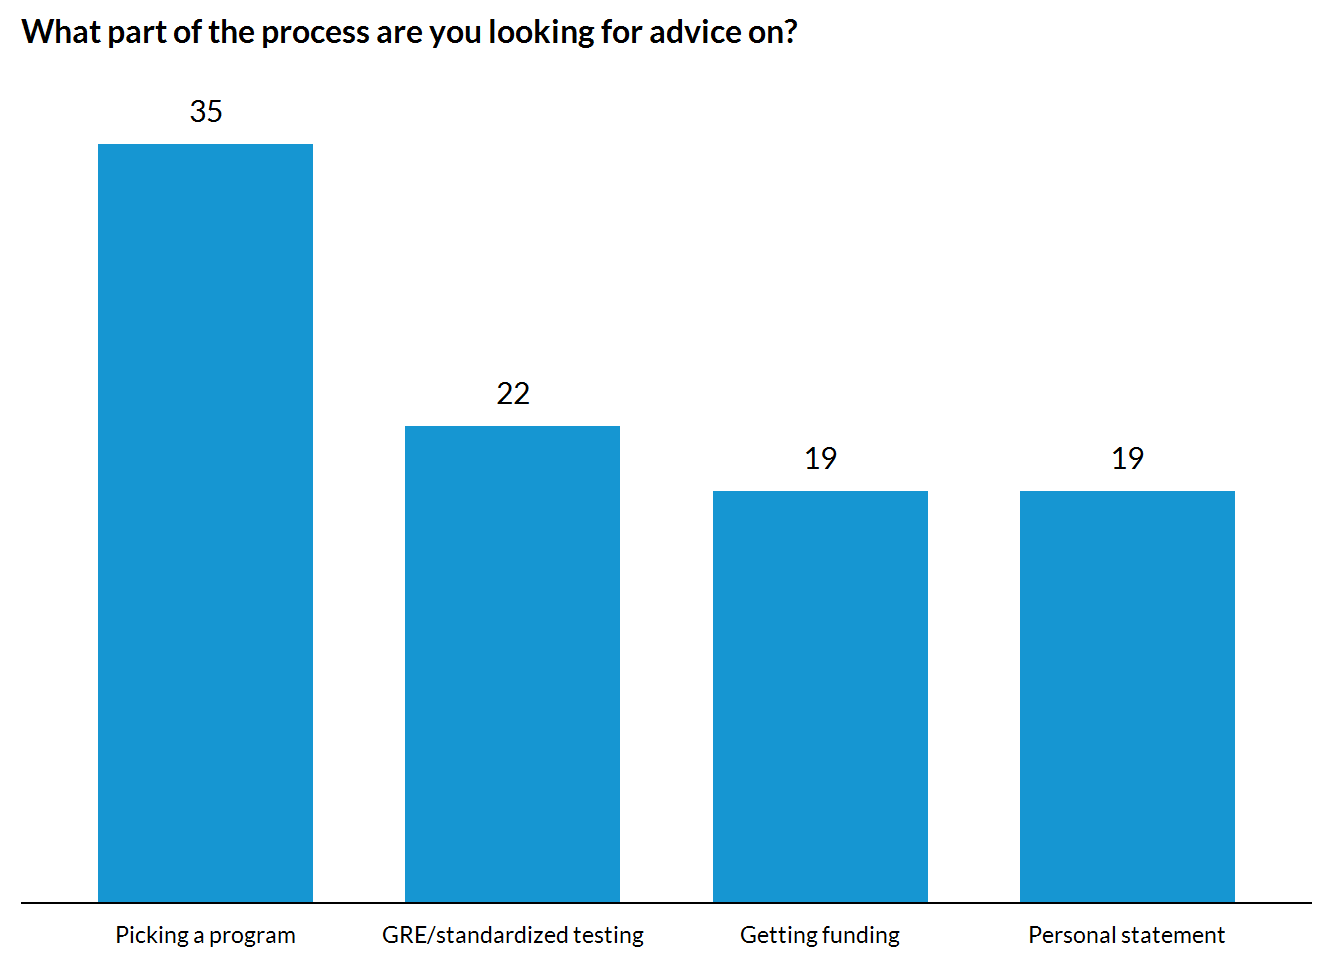 What part of the process are you looking for advice on?
35
22
19
19
Picking a program
GRE/standardized testing
Getting funding
Personal statement